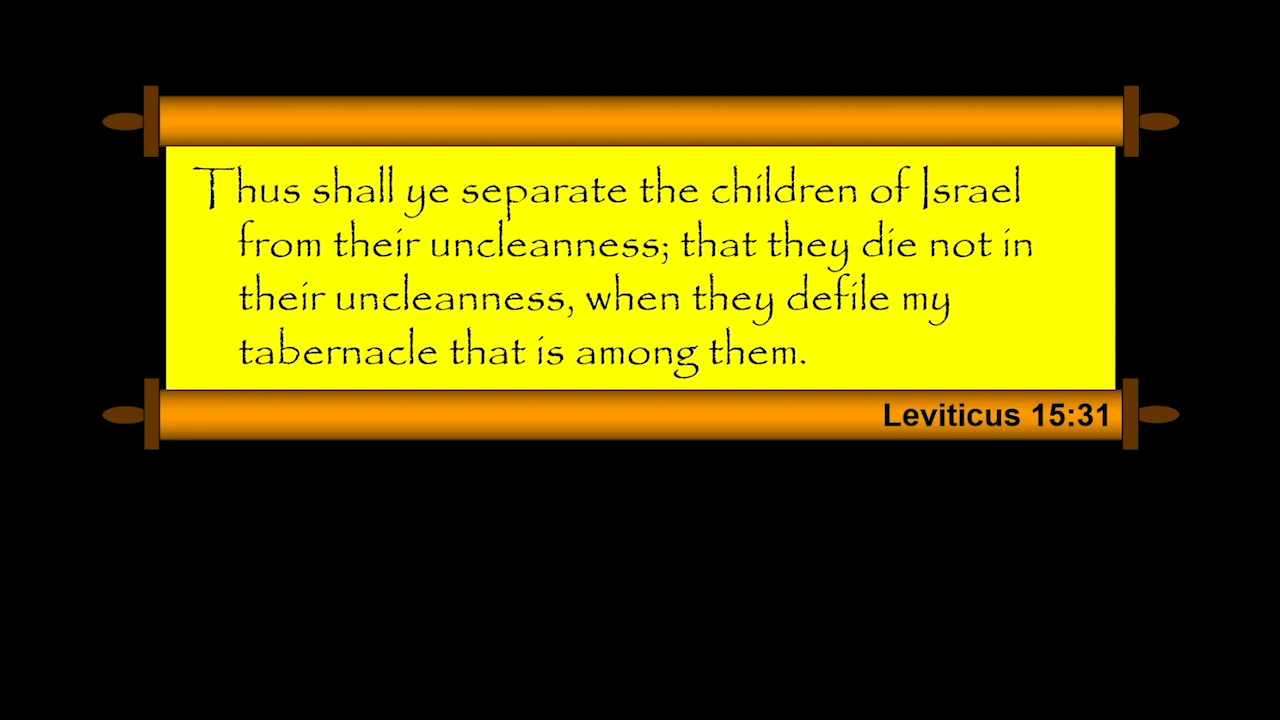 Thus shall ye separate the children of Israel
from their uncleanness; that they die not in
their uncleanness, when they defile my
tabernacle that is among them.
Leviticus 15:31